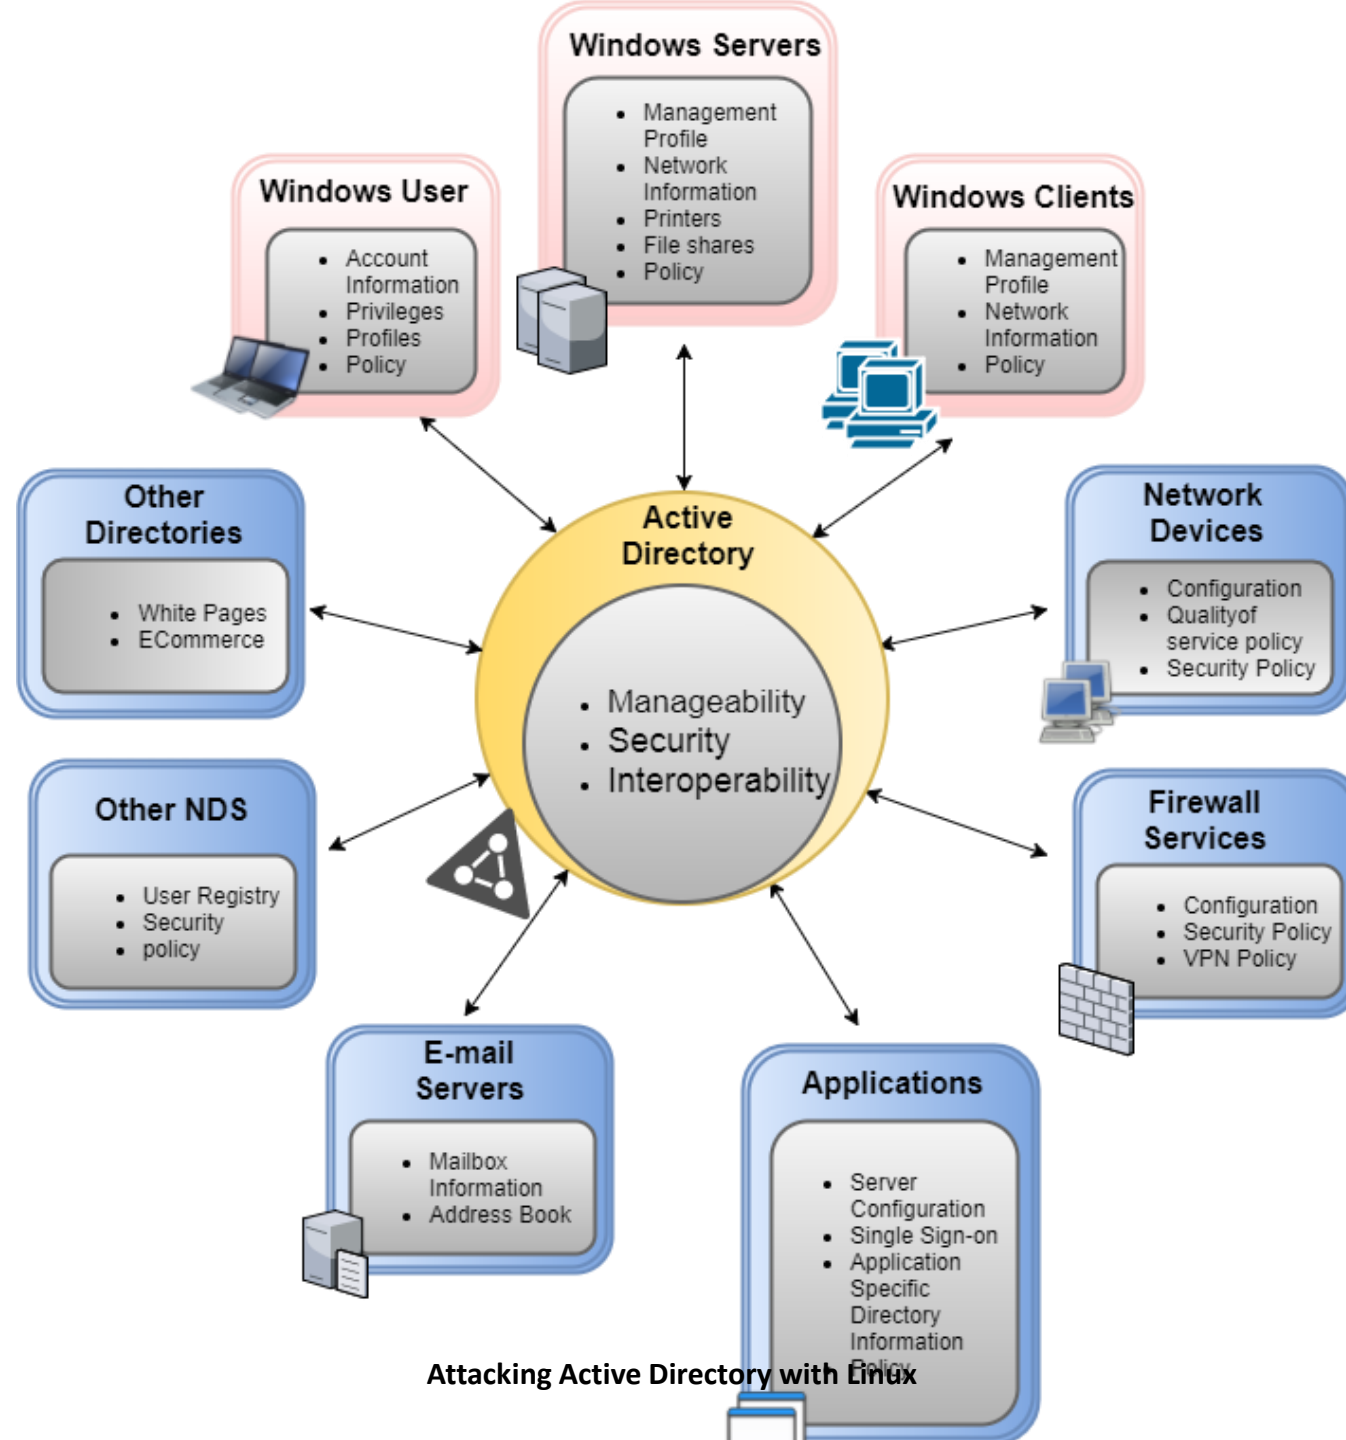 Windows Servers
• Management
Profile
• Network
Information
• Printers
• File shares
• Policy
Windows User
• Account
Information
• Privileges
• Profiles
• Policy
Windows Clients
• Management
Profile
• Network
Information
• Policy
Other
Directories
• White Pages
• ECommerce
Active
Directory
• Manageability
• Security
• Interoperability
Network
Devices
• Configuration
• Qualityof
service policy
• Security Policy
Other NDS
• User Registry
• Security
• policy
Firewall
Services
• Configuration
• Security Policy
• VPN Policy
E-mail
Servers
• Mailbox
Information
• Address Book
Applications
• Server
Configuration
• Single Sign-on
• Application
Specific
Directory
Information
• Policy
Attacking Active Directory with Linux